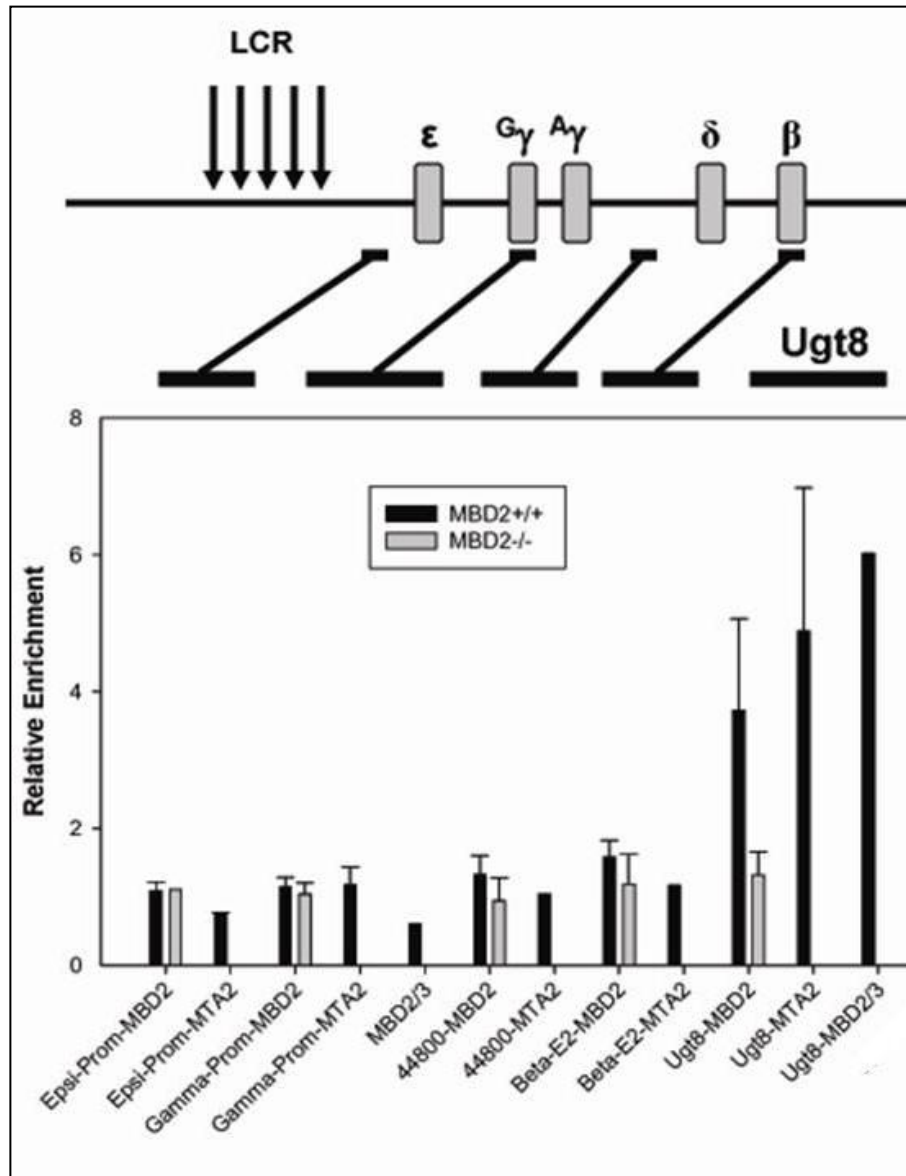 LCR
ε Gγ Aγ δ β
Ugt8
8
6
4
2
0
Relative Enrichment
MBD2+/+
MBD2-/-
Epsi-Prom-MBD2
Epsi-Prom-MTA2
Gamma-Prom-MBD2
Gamma-Prom-MTA2
MBD2/3
44800-MBD2
44800-MTA2
Beta-E2-MBD2
Beta-E2-MTA2
Ugt8-MBD2
Ugt8-MTA2
Ugt8-MBD2/3